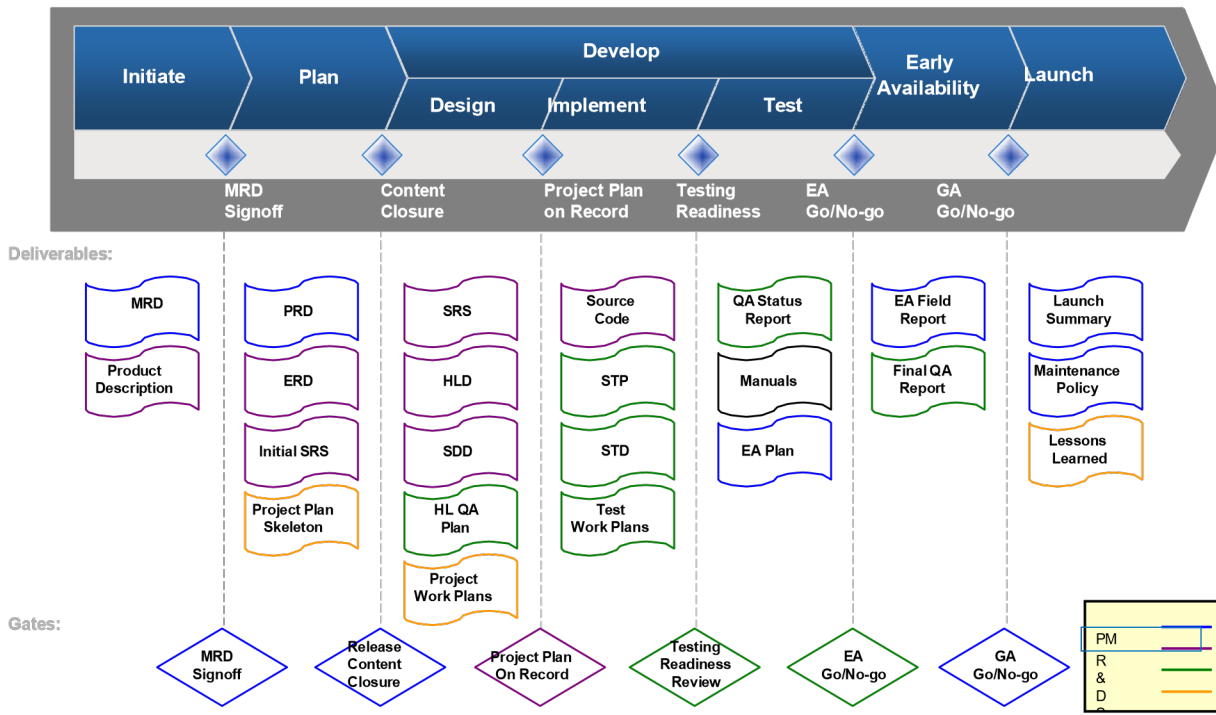 Develop
Initiate
Plan
Early
Availability
Launch
Design
Implement
Test
MRD
Signoff
Content
Closure
Project Plan
on Record
Testing
Readiness
EA
Go/No-go
GA
Go/No-go
Deliverables:
MRD
PRD
SRS
Source
Code
QA Status
Report
EA Field
Report
Launch
Summary
Product
Description
ERD
HLD
STP
Manuals
Final QA
Report
Maintenance
Policy
Initial SRS
SDD
STD
EA Plan
Lessons
Learned
Project Plan
Skeleton
HL QA
Plan
Test
Work Plans
Project
Work Plans
Gates:
MRD
Signoff
Release
Content
Closure
Project Plan
On Record
Testing
Readiness
Review
EA
Go/No-go
GA
Go/No-go
PM
R
&
D